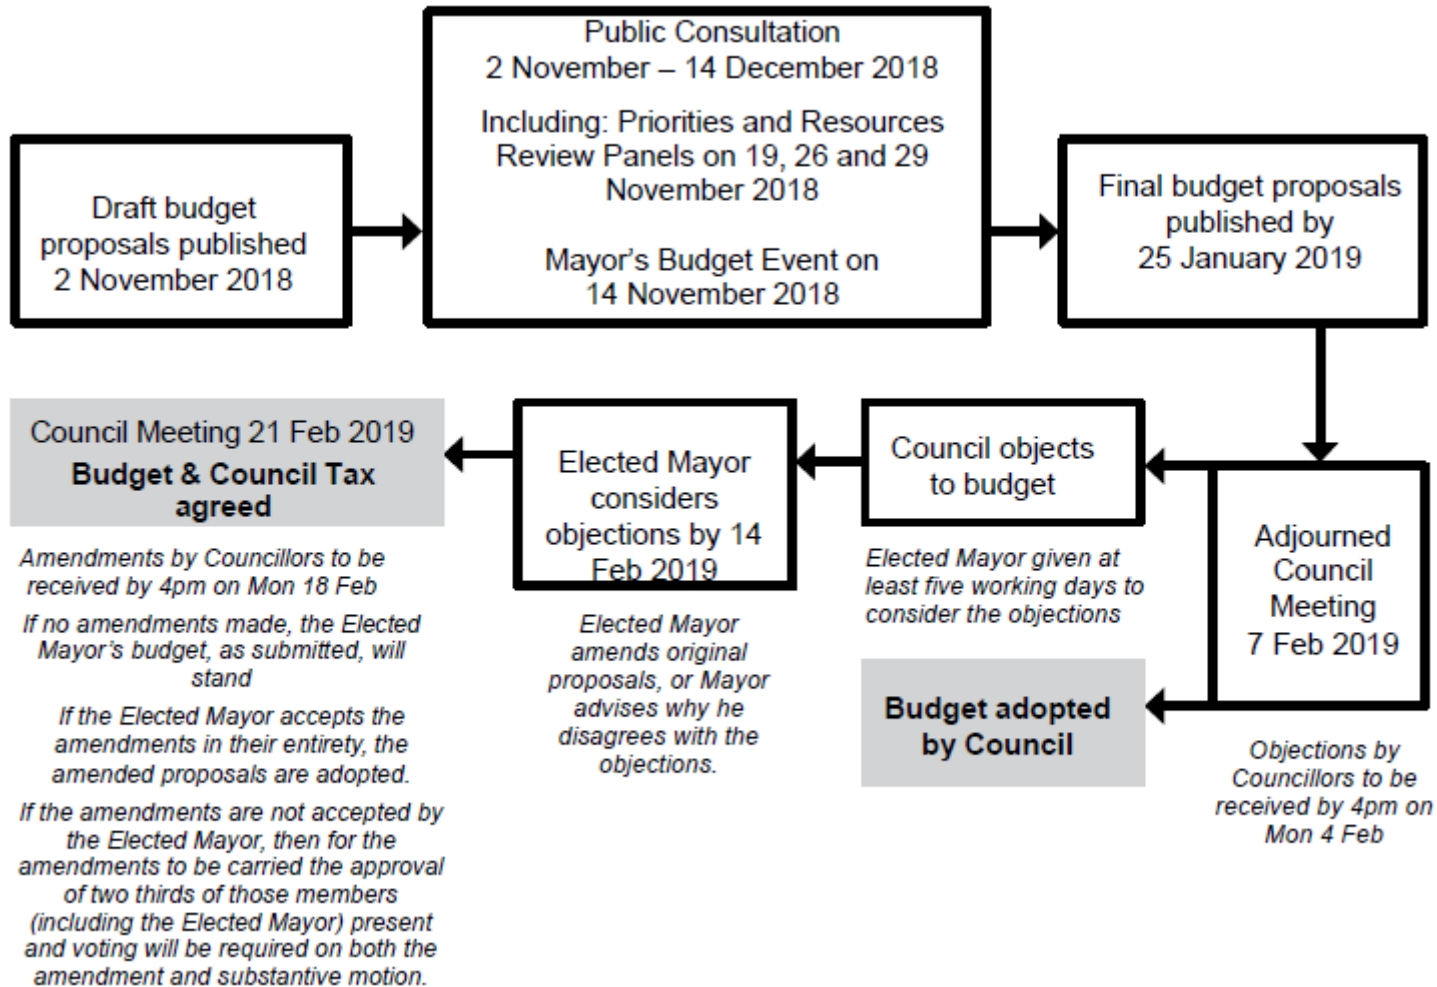 Draft budget
proposals published
2 November 2018
Public Consultation
2 November – 14 December 2018
Including: Priorities and Resources
Review Panels on 19, 26 and 29
November 2018
Mayor's Budget Event on
14 November 2018
Final budget proposals
published by
25 January 2019
Adjourned
Council
Meeting
7 Feb 2019
Objections by
Councillors to be
received by 4pm on
Mon 4 Feb
Council objects
to budget
Elected Mayor given at
least five working days to
consider the objections
Budget adopted
by Council
Elected Mayor
considers
objections by 14
Feb 2019
Elected Mayor
amends original
proposals, or Mayor
advises why he
disagrees with the
objections.
Council Meeting 21 Feb 2019
Budget & Council Tax
agreed
Amendments by Councillors to be
received by 4pm on Mon 18 Feb
If no amendments made, the Elected
Mayor's budget, as submitted, will
stand
If the Elected Mayor accepts the
amendments in their entirety, the
amended proposals are adopted.
If the amendments are not accepted by
the Elected Mayor, then for the
amendments to be carried the approval
of two thirds of those members
(including the Elected Mayor) present
and voting will be required on both the
amendment and substantive motion.